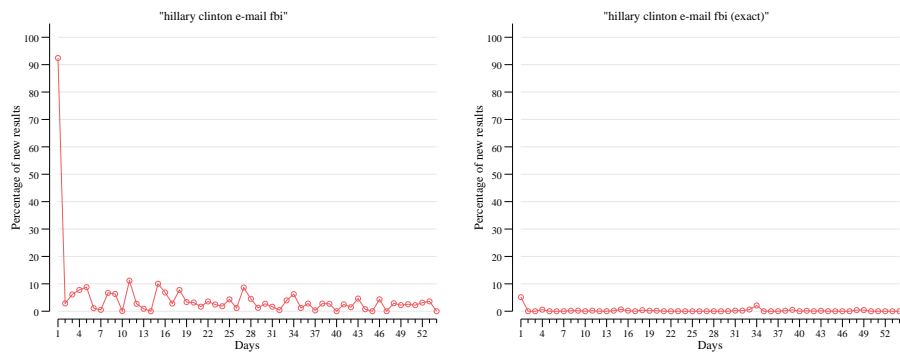 "hillary clinton e-mail fbi"
Percentage of new results
100
90
80
70
60
50
40
30
20
10
0
1 4 7 10 13 16 19 22 25 28 31 34 37 40 43 46 49 52
Days
"hillary clinton e-mail fbi (exact)"
Percentage of new results
100
90
80
70
60
50
40
30
20
10
0
1 4 7 10 13 16 19 22 25 28 31 34 37 40 43 46 49 52
Days